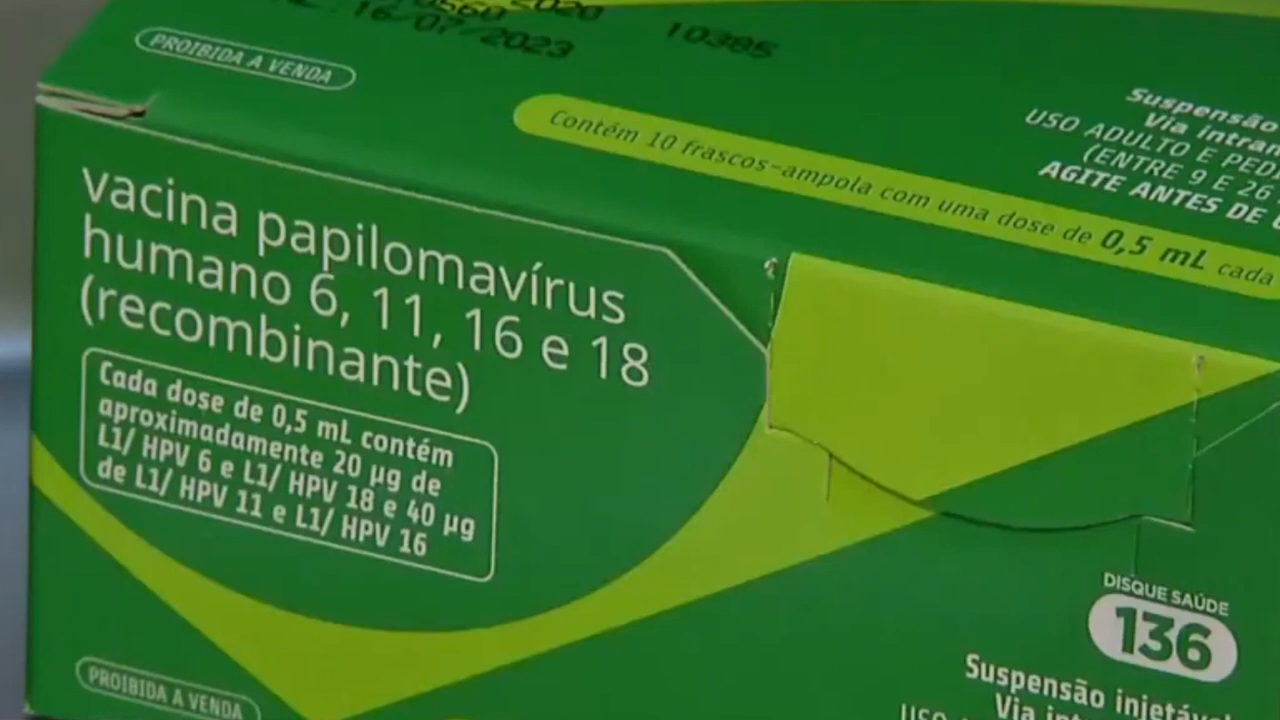 16/07/2023
10385
PROIBIDA A VENDA
Contém 10 frascos-ampola com uma dose de 0,5 mL cada
Suspensão
Via
USO ADULTO E
(ENTRE 9 E 26
AGITE ANTES DE
vacina papilomavírus
humano 6, 11, 16 e 18
(recombinante)
Cada dose de 0,5 mL contém
aproximadamente 20 µg de
L1/ HPV 6 e L1/ HPV 18 e 40 µg
de L1/ HPV 11 e L1/ HPV 16
DISQUE SAÚDE
136
PROIBIDA A VENDA
Suspensão
Via